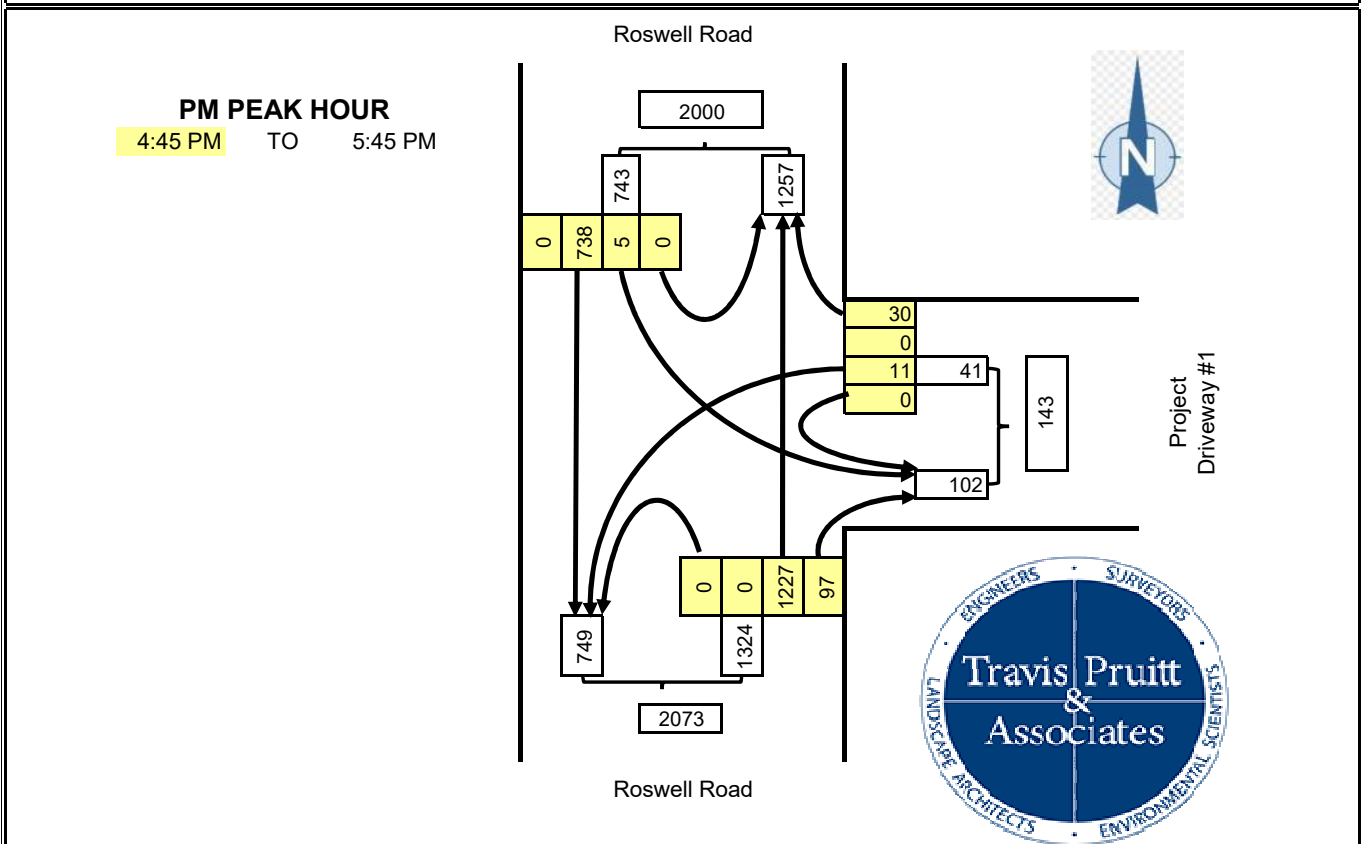 Roswell Road
PM PEAK HOUR
4:45 PM TO 5:45 PM
2000
743
1257
0 738 5 0
N
30
0
11 41
0
143
Project
Driveway #1
102
0 0 1227 97
749
1324
2073
Roswell Road
ENGINEERS · SURVEYORS · ENVIRONMENTAL SCIENTISTS · LANDSCAPE ARCHITECTS ·
Travis Pruitt
&
Associates